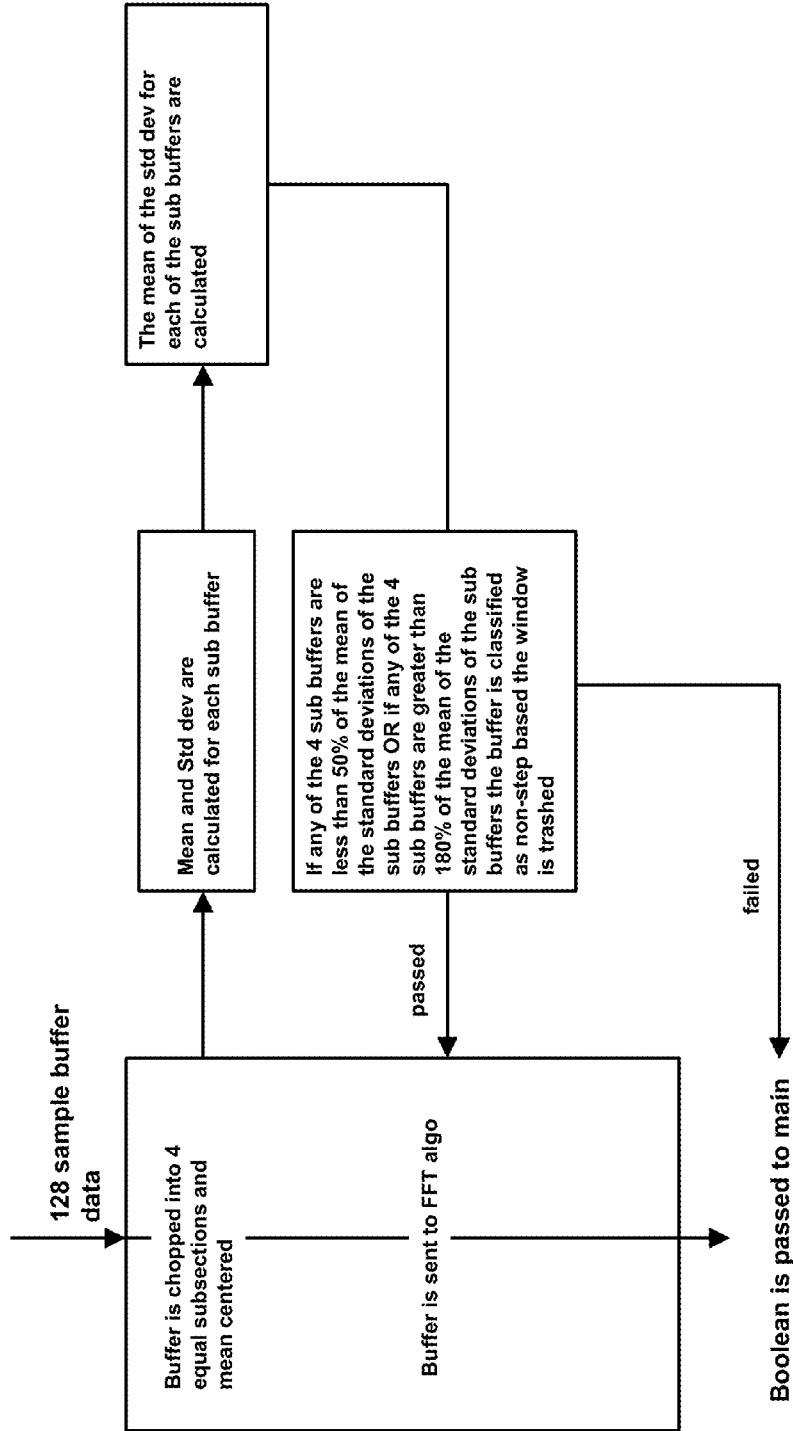 128 sample buffer
data
Buffer is chopped into 4
equal subsections and
mean centered
Mean and Std dev are
calculated for each sub buffer
The mean of the std dev for
each of the sub buffers are
calculated
If any of the 4 sub buffers are
less than 50% of the mean of
the standard deviations of the
sub buffers OR if any of the 4
sub buffers are greater than
180% of the mean of the
standard deviations of the sub
buffers the buffer is classified
as non-step based the window
is trashed
passed
Buffer is sent to FFT algo
failed
Boolean is passed to main